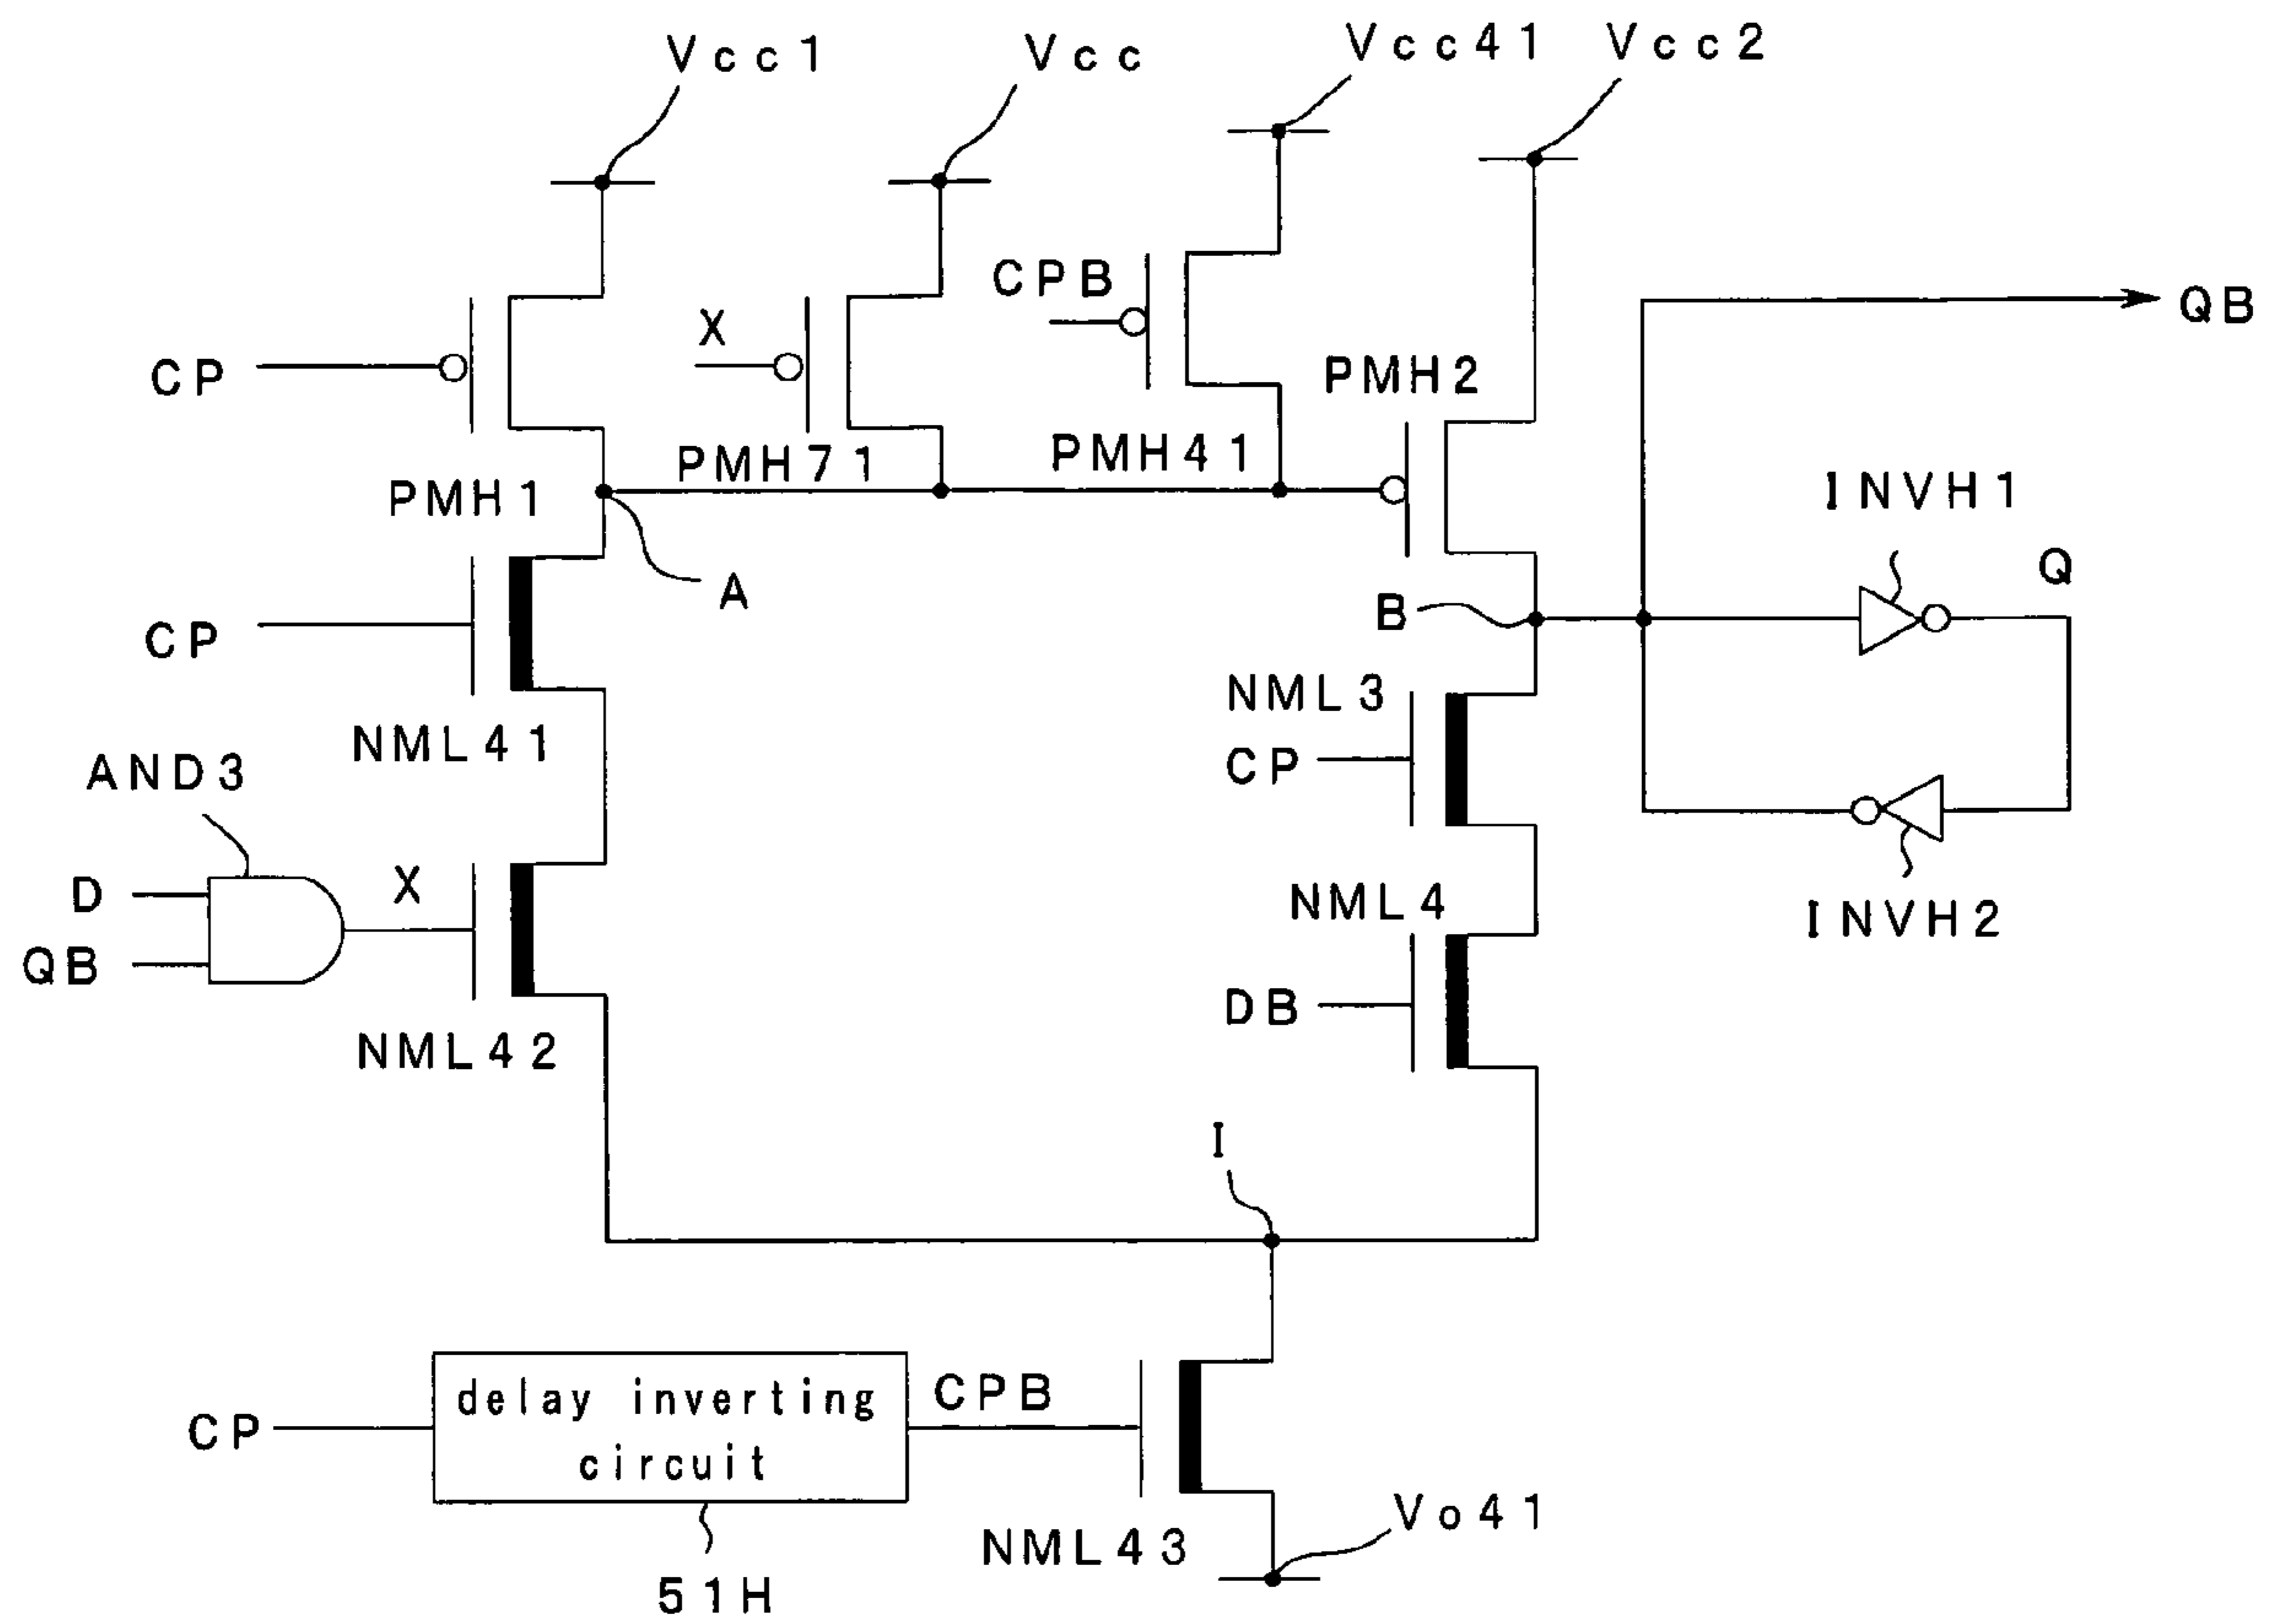 Vcc1
Vcc
Vcc41
Vcc2
CPB
QB
X
CP
PMH2
PMH71
PMH41
PMH1
INVH1
Q
A
B
CP
NML3
NML41
CP
AND3
D
X
NML4
INVH2
QB
DB
NML42
I
delay inverting
circuit
CPB
CP
Vo41
NML43
51H